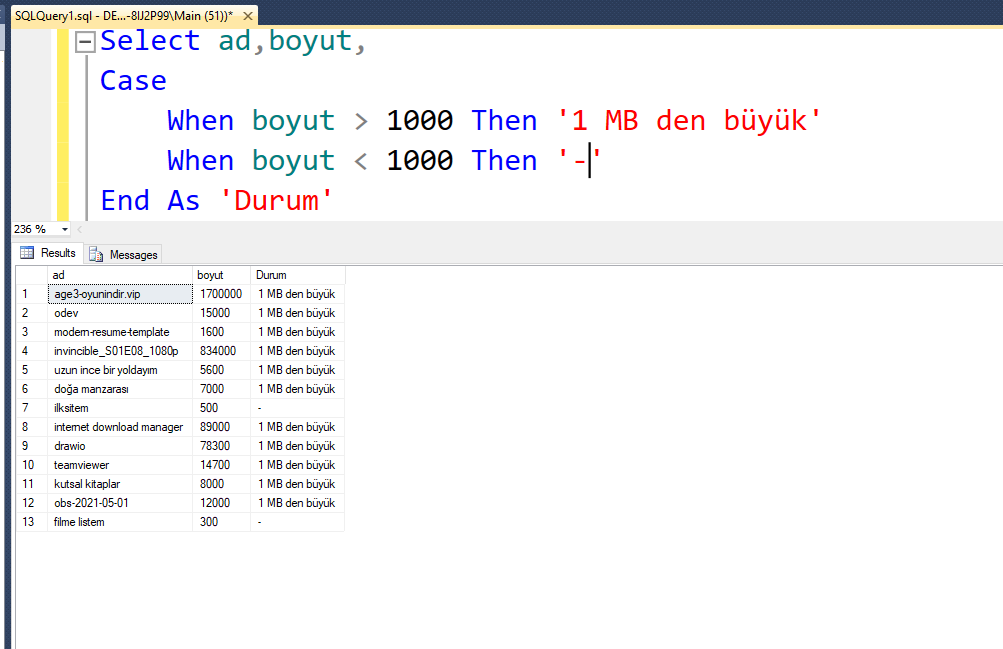 SQLQuery1.sql - DE...-8IJ2P99\Main (51))*
Select ad,boyut,
Case
When boyut > 1000 Then '1 MB den büyük'
When boyut < 1000 Then '-'
End As 'Durum'
236 %
Results Messages
ad boyut Durum
1 age3-oyunindir.vip 1700000 1 MB den büyük
2 odev 15000 1 MB den büyük
3 modern-resume-template 1600 1 MB den büyük
4 invincible_S01E08_1080p 834000 1 MB den büyük
5 uzun ince bir yoldayım 5600 1 MB den büyük
6 doğa manzarası 7000 1 MB den büyük
7 ilksitem 500 -
8 internet download manager 89000 1 MB den büyük
9 drawio 78300 1 MB den büyük
10 teamviewer 14700 1 MB den büyük
11 kutsal kitaplar 8000 1 MB den büyük
12 obs-2021-05-01 12000 1 MB den büyük
13 filme listem 300 -